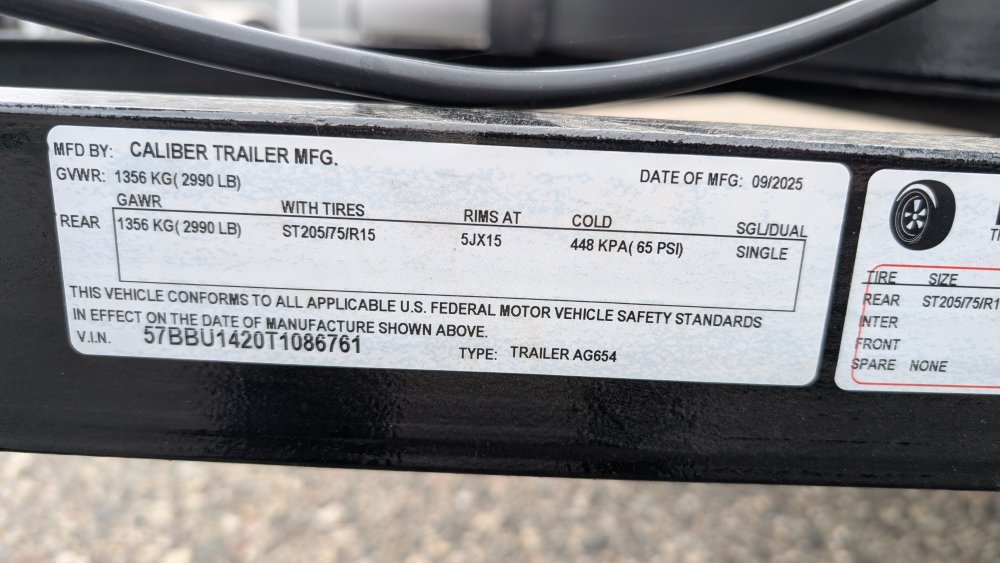 MFD BY: CALIBER TRAILER MFG.
GVWR: 1356 KG( 2990 LB) DATE OF MFG: 09/2025
GAWR WITH TIRES RIMS AT COLD SGL/DUAL
REAR 1356 KG( 2990 LB) ST205/75/R15 5JX15 448 KPA( 65 PSI) SINGLE
THIS VEHICLE CONFORMS TO ALL APPLICABLE U.S. FEDERAL MOTOR VEHICLE SAFETY STANDARDS
IN EFFECT ON THE DATE OF MANUFACTURE SHOWN ABOVE.
V.I.N. 57BBU1420T1086761 TYPE: TRAILER AG654
TIRE SIZE
REAR ST205/75/R1
INTER
FRONT
SPARE NONE